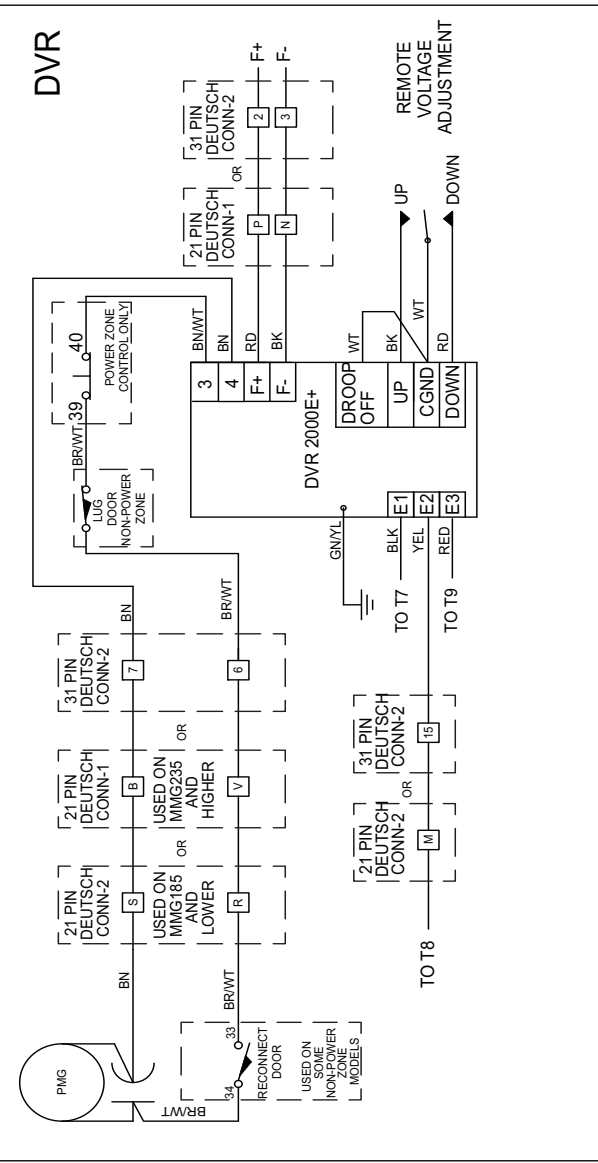 DVR
PMG
BN
BR/WT
34
33
RECONNECT
DOOR
USED ON
SOME
NON-POWER
ZONE
MODELS
BR/WT
21 PIN
DEUTSCH
CONN-2
S
USED ON
MMG185
AND
LOWER
R
OR
OR
21 PIN
DEUTSCH
CONN-1
B
USED ON
MMG235
AND
HIGHER
V
OR
31 PIN
DEUTSCH
CONN-2
7
6
BN
BR/WT
LUG
DOOR
NON-POWER
ZONE
BR/WT
39
40
POWER ZONE
CONTROL ONLY
BN/WT
BN
RD
BK
21 PIN
DEUTSCH
CONN-1
P
N
OR
31 PIN
DEUTSCH
CONN-2
2
3
F+
F-
3
4
F+
F-
DVR 2000E+
DROOP
OFF
UP
CGND
DOWN
WT
BK
WT
RD
UP
DOWN
REMOTE
VOLTAGE
ADJUSTMENT
GN/YL
E1
E2
E3
BLK
YEL
RED
TO T7
TO T9
31 PIN
DEUTSCH
CONN-2
15
OR
21 PIN
DEUTSCH
CONN-2
M
TO T8